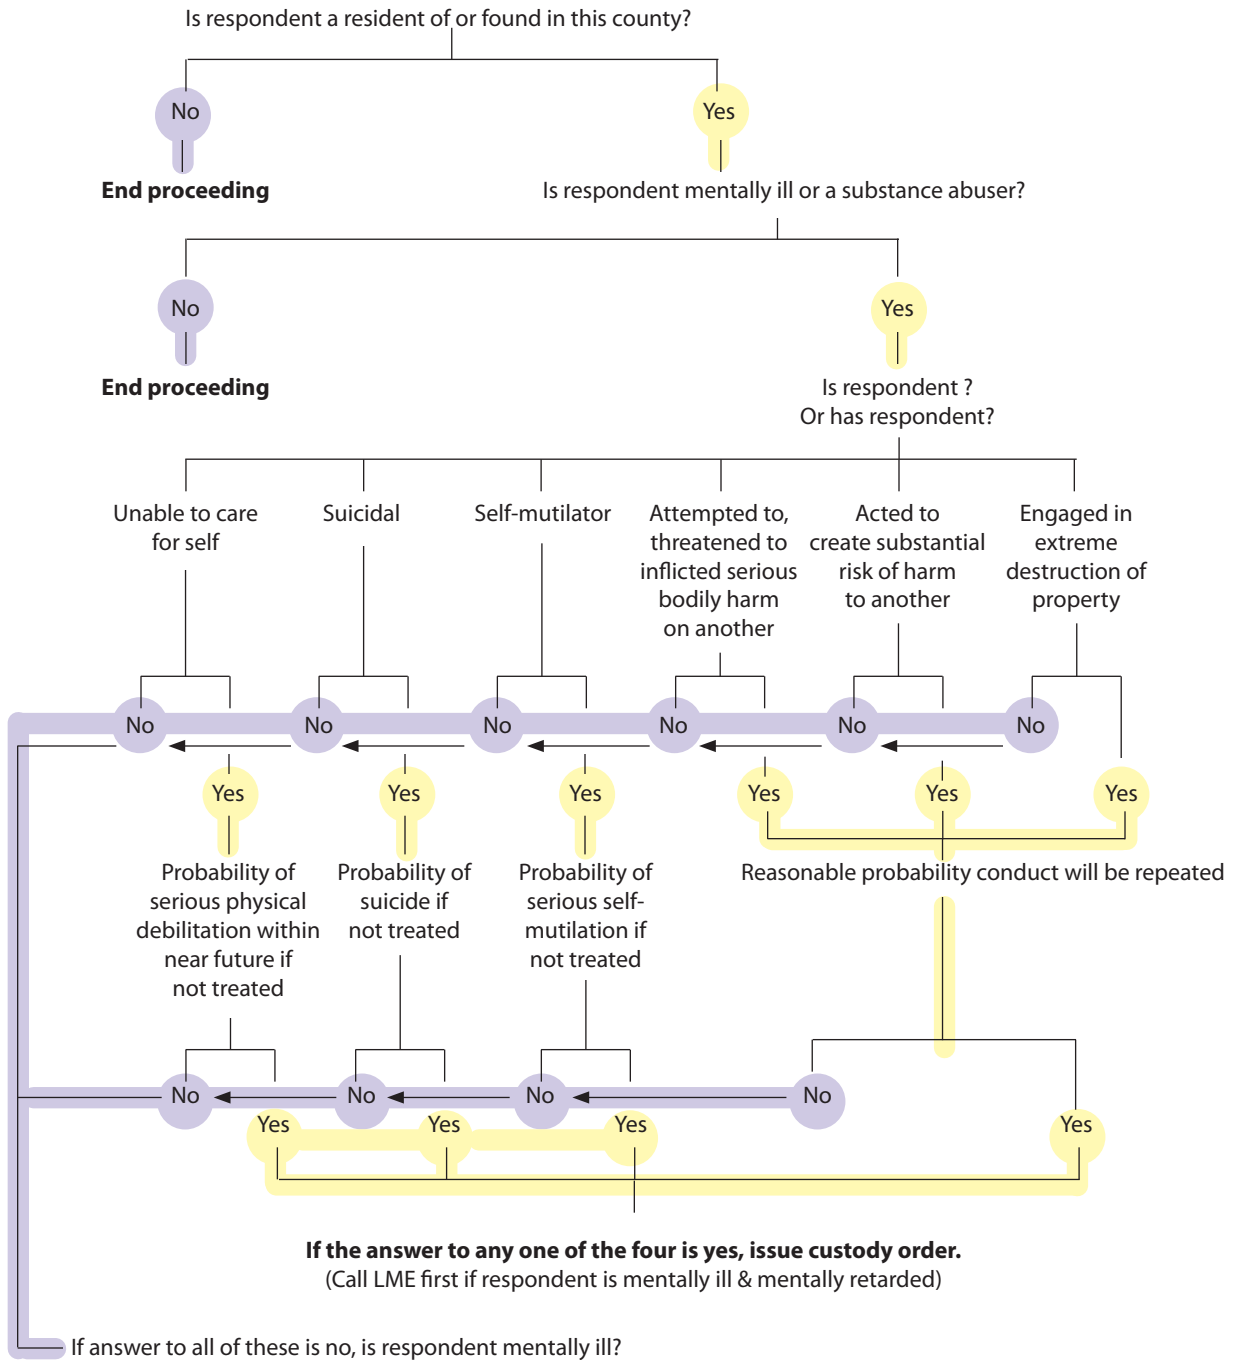 Is respondent a resident of or found in this county?
No
Yes
End proceeding
Is respondent mentally ill or a substance abuser?
No
Yes
End proceeding
Is respondent ?
Or has respondent?
Unable to care
for self
Suicidal
Self-mutilator
Attempted to,
threatened to
inflicted serious
bodily harm
on another
Acted to
create substantial
risk of harm
to another
Engaged in
extreme
destruction of
property
No
No
No
No
No
No
Yes
Yes
Yes
Yes
Yes
Yes
Probability of
serious physical
debilitation within
near future if
not treated
Probability of
suicide if
not treated
Probability of
serious self-
mutilation if
not treated
Reasonable probability conduct will be repeated
No
No
No
No
Yes
Yes
Yes
Yes
If the answer to any one of the four is yes, issue custody order.
(Call LME first if respondent is mentally ill & mentally retarded)
If answer to all of these is no, is respondent mentally ill?